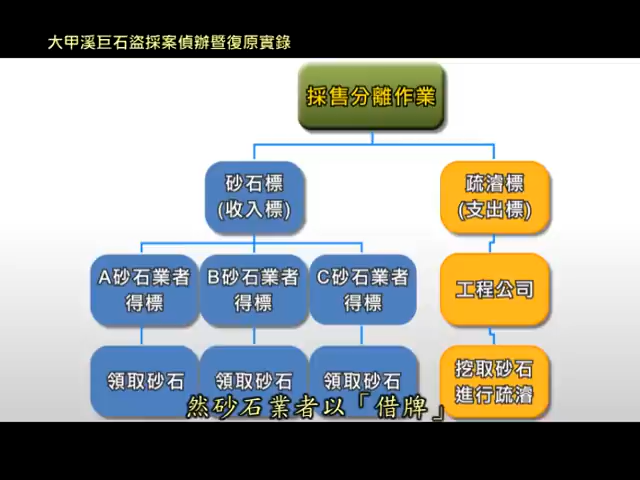 大甲溪巨石盜採案偵辦暨復原實錄
採售分離作業
砂石標
(收入標)
疏濬標
(支出標)
A砂石業者
得標
B砂石業者
得標
C砂石業者
得標
工程公司
領取砂石
領取砂石
領取砂石
挖取砂石
進行疏濬
然砂石業者以「借牌」